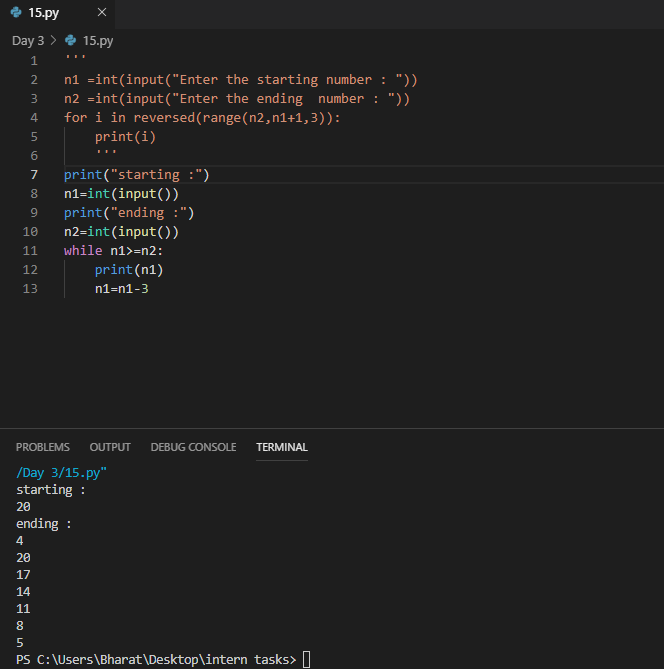 15.py ×
Day 3 > 15.py
1 '''
2 n1 =int(input("Enter the starting number : "))
3 n2 =int(input("Enter the ending  number : "))
4 for i in reversed(range(n2,n1+1,3)):
5     print(i)
6     '''
7 print("starting :")
8 n1=int(input())
9 print("ending :")
10 n2=int(input())
11 while n1>=n2:
12     print(n1)
13     n1=n1-3
PROBLEMS OUTPUT DEBUG CONSOLE TERMINAL
/Day 3/15.py"
starting :
20
ending :
4
20
17
14
11
8
5
PS C:\Users\Bharat\Desktop\intern tasks>